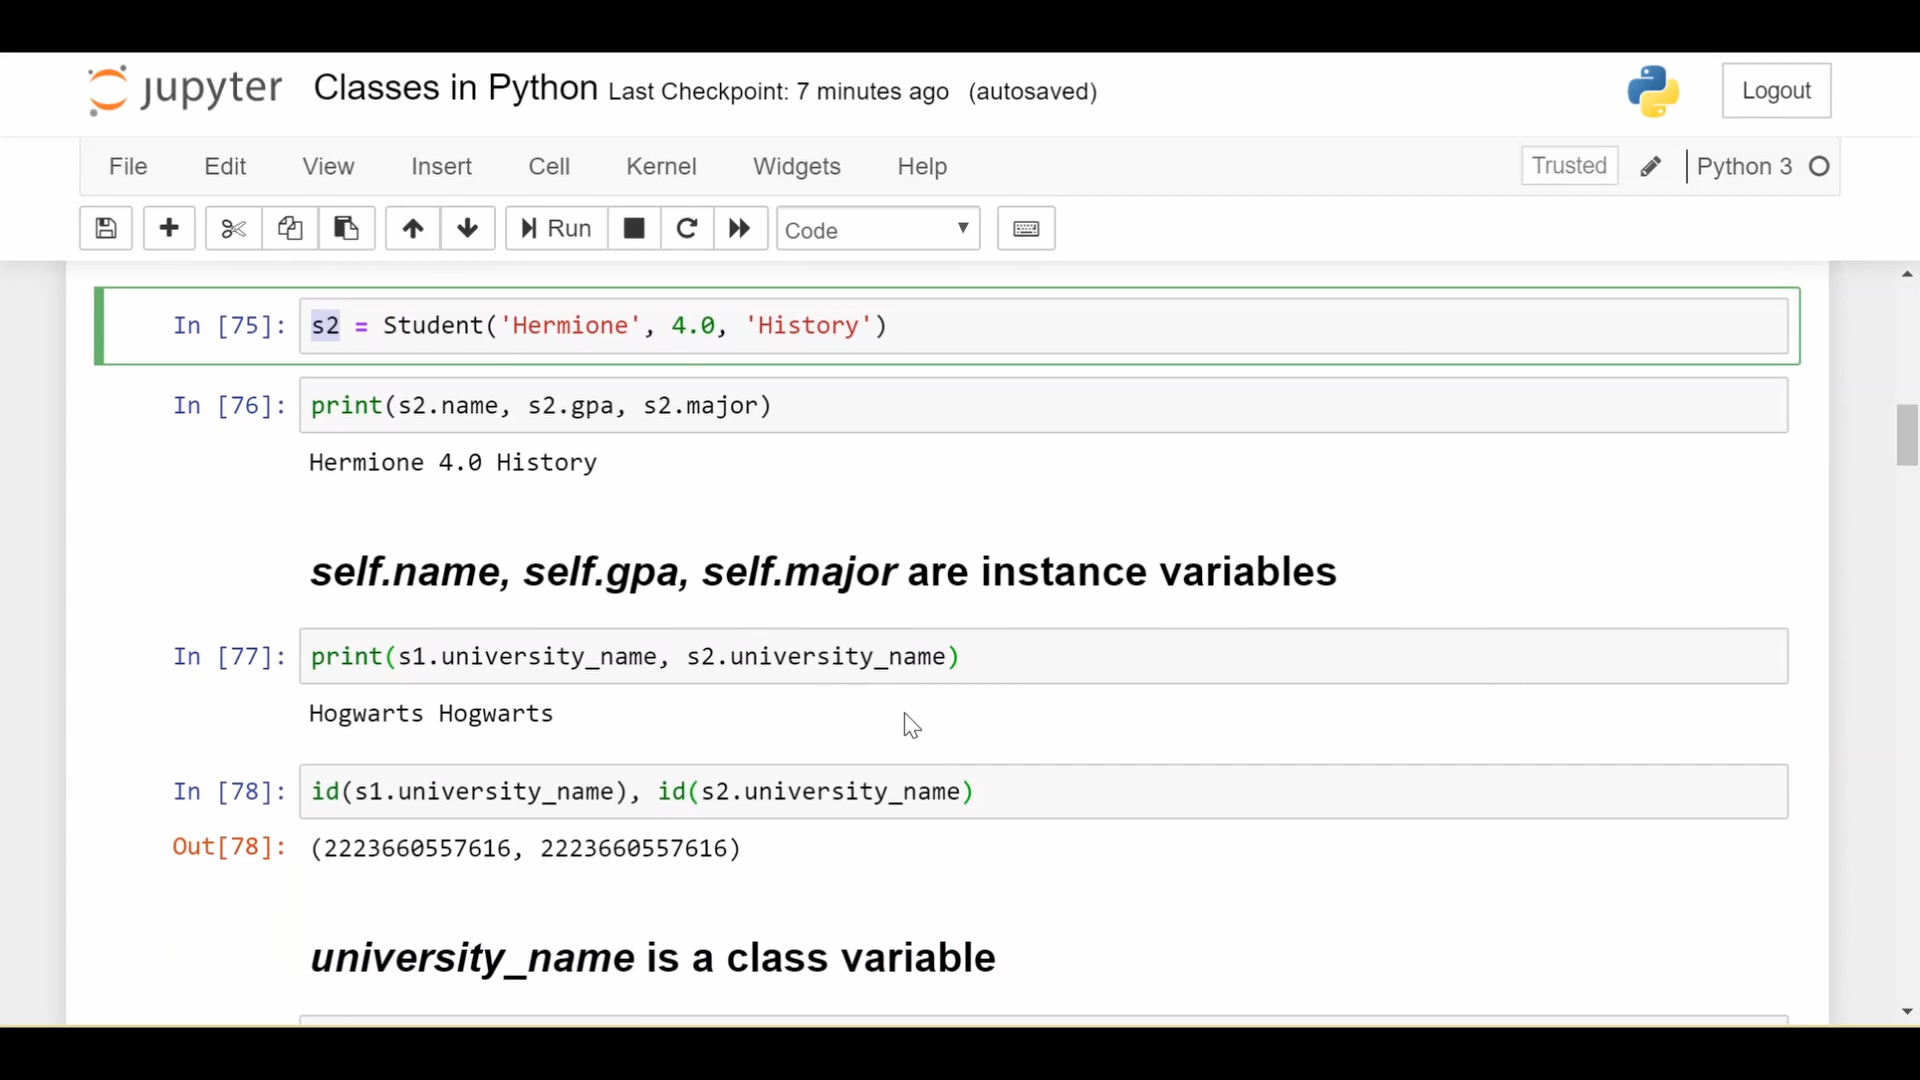 jupyter Classes in Python Last Checkpoint: 7 minutes ago (autosaved) Logout
File Edit View Insert Cell Kernel Widgets Help Trusted Python 3
Run Code
In [75]: s2 = Student('Hermione', 4.0, 'History')
In [76]: print(s2.name, s2.gpa, s2.major)
Hermione 4.0 History
self.name, self.gpa, self.major are instance variables
In [77]: print(s1.university_name, s2.university_name)
Hogwarts Hogwarts
In [78]: id(s1.university_name), id(s2.university_name)
Out[78]: (2223660557616, 2223660557616)
university_name is a class variable